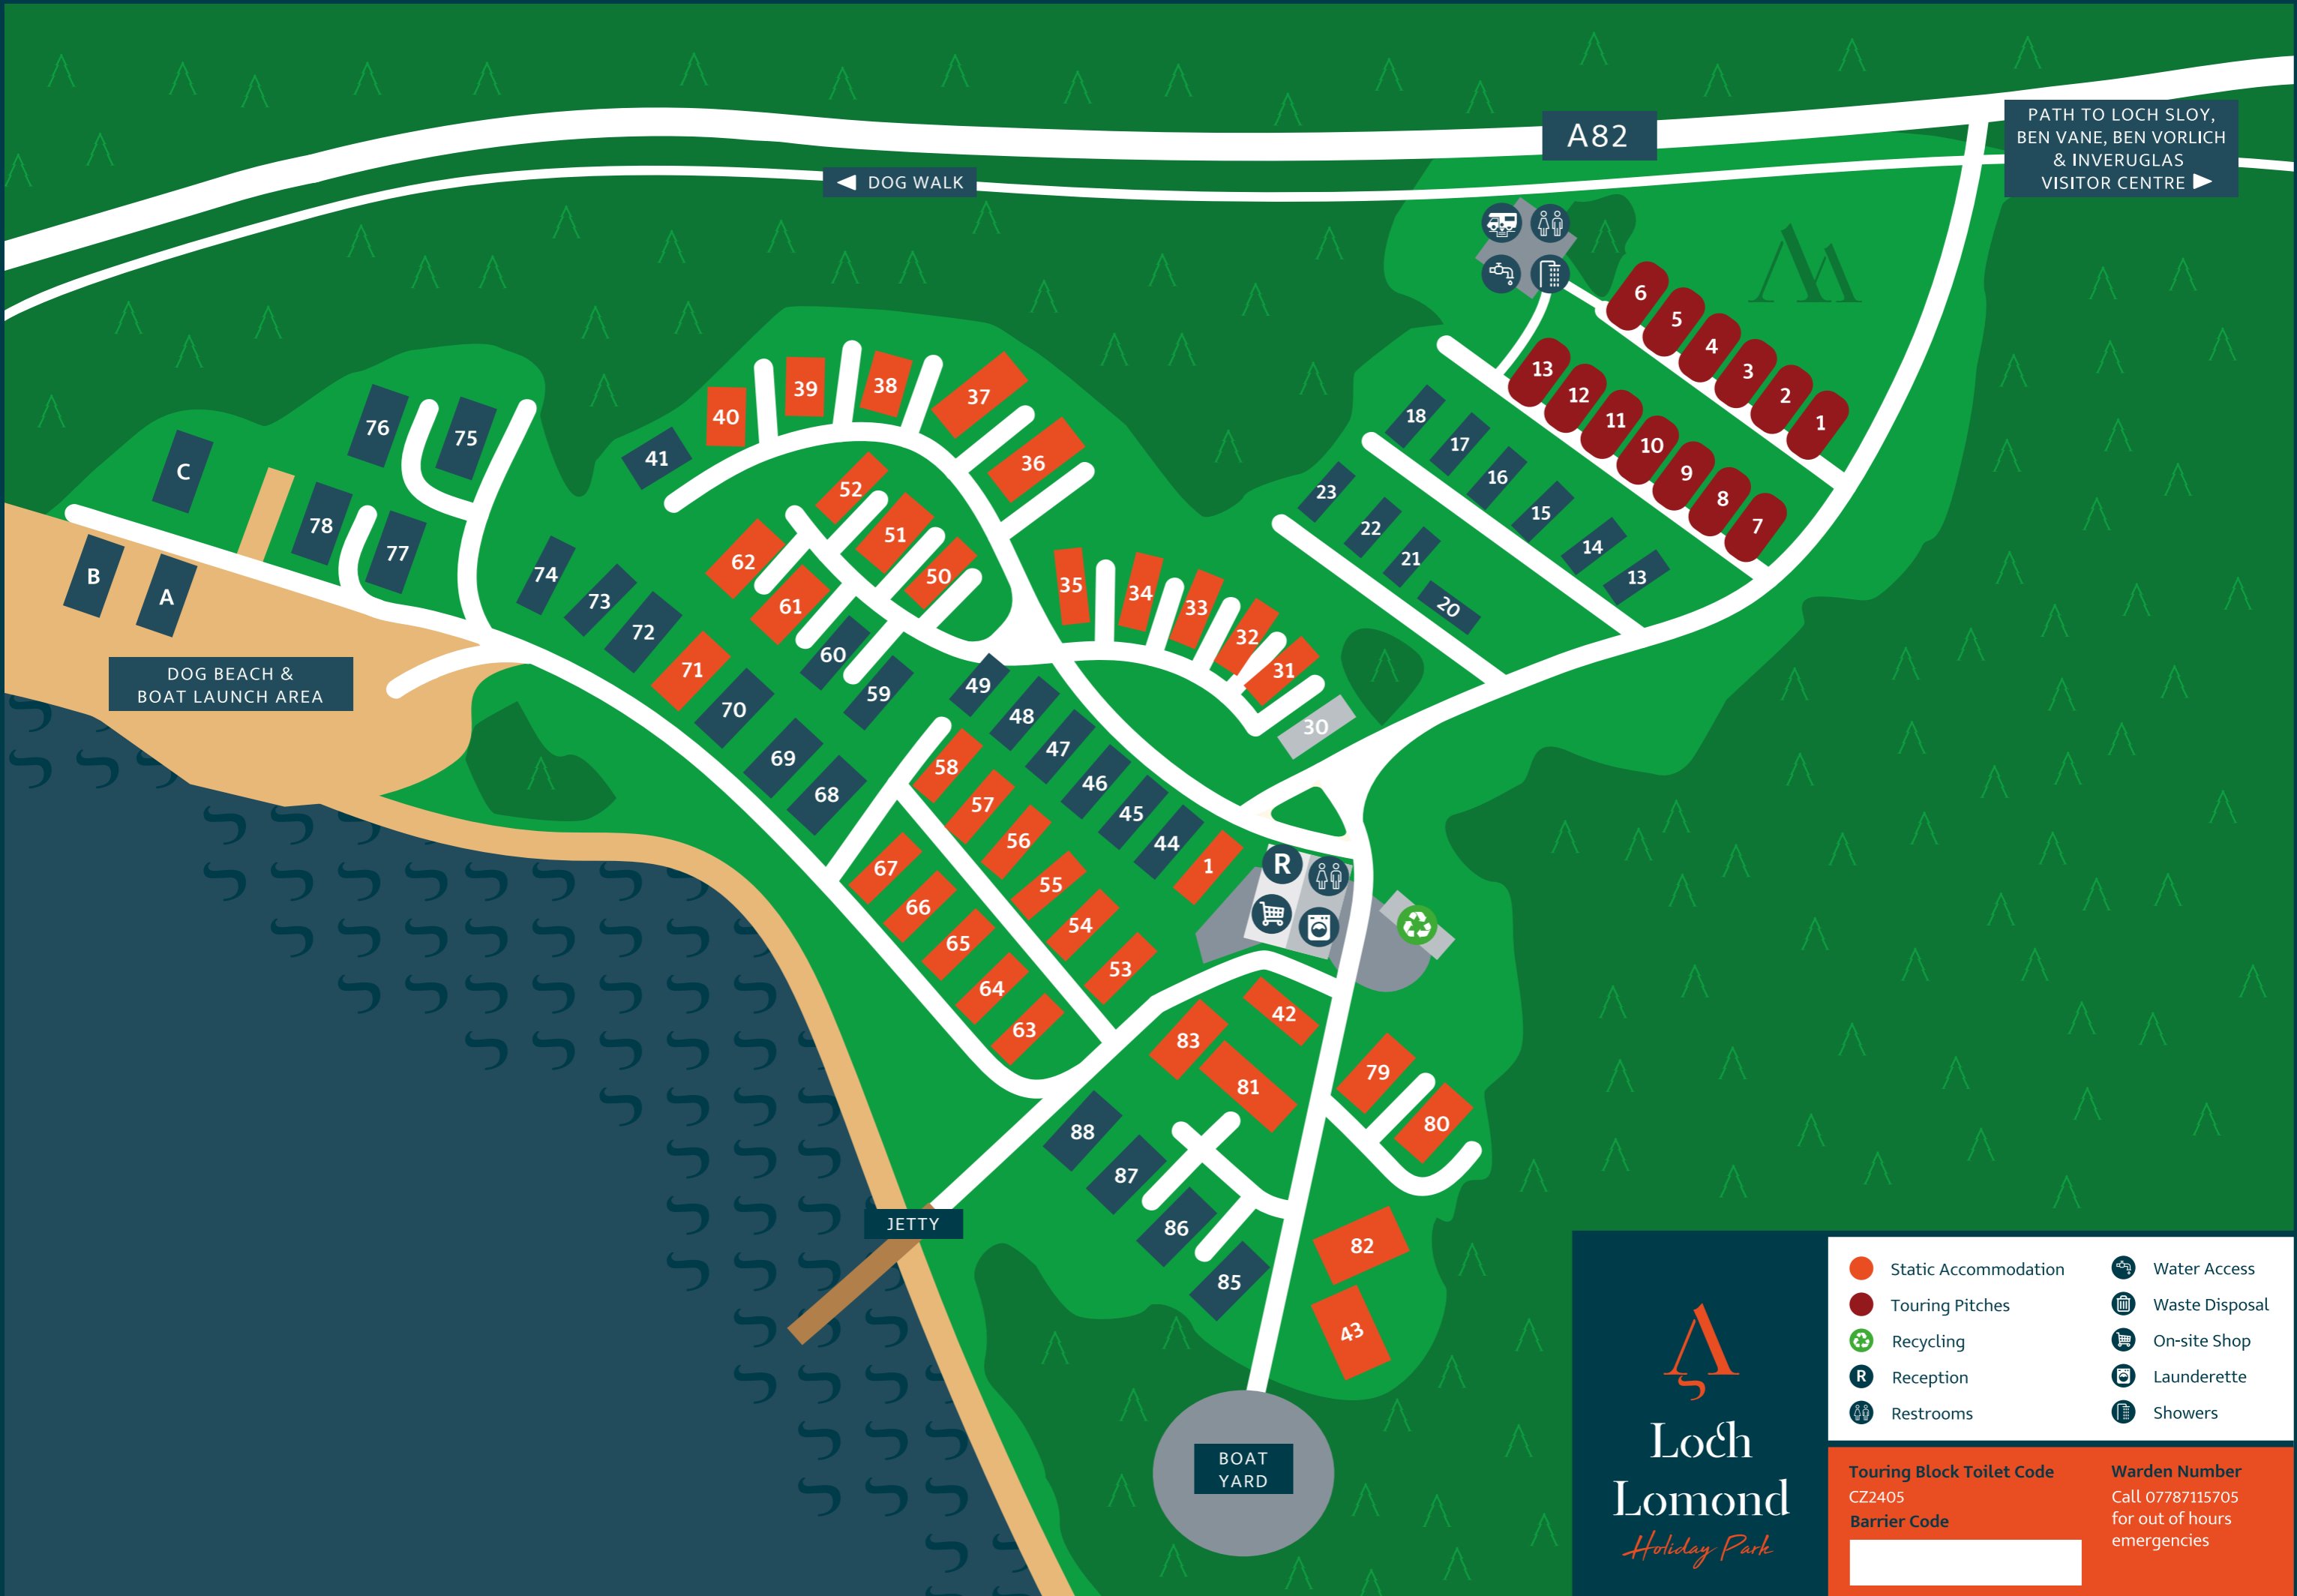 A82
PATH TO LOCH SLOY,
BEN VANE, BEN VORLICH
& INVERUGLAS
VISITOR CENTRE
DOG WALK
6
5
4
3
2
1
13
12
11
10
9
8
7
18
17
16
15
14
13
23
22
21
20
40
39
38
37
36
41
52
51
50
62
61
60
59
76
75
C
78
77
B
A
DOG BEACH &
BOAT LAUNCH AREA
74
73
72
71
70
69
68
35
34
33
32
31
30
49
48
47
46
45
44
1
58
57
56
55
54
53
67
66
65
64
63
R
42
83
81
79
80
88
87
86
85
82
43
JETTY
BOAT
YARD
Loch
Lomond
Holiday Park
Static Accommodation
Touring Pitches
Recycling
R Reception
Restrooms
Water Access
Waste Disposal
On-site Shop
Launderette
Showers
Touring Block Toilet Code
CZ2405
Barrier Code
Warden Number
Call 07787115705
for out of hours
emergencies